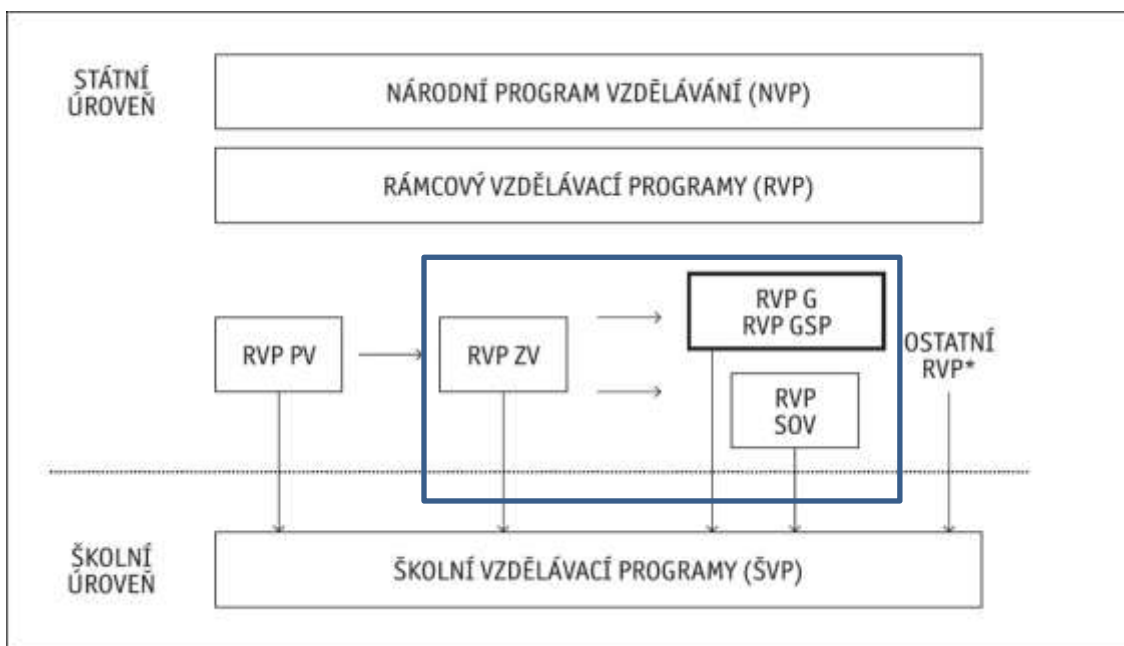 STÁTNÍ
ÚROVEŇ
NÁRODNÍ PROGRAM VZDĚLÁVÁNÍ (NVP)
RÁMCOVÝ VZDĚLÁVACÍ PROGRAMY (RVP)
RVP PV
RVP ZV
RVP G
RVP GSP
RVP
SOV
OSTATNÍ
RVP*
ŠKOLNÍ
ÚROVEŇ
ŠKOLNÍ VZDĚLÁVACÍ PROGRAMY (ŠVP)